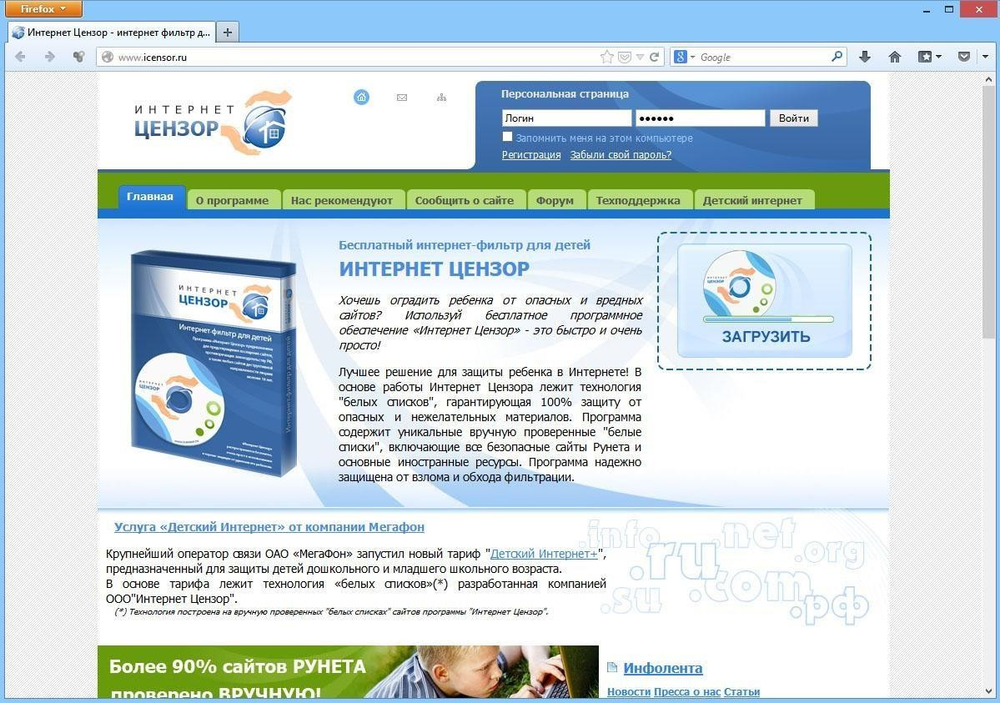 Firefox
Интернет Цензор - интернет фильтр д...
www.icensor.ru
Google
ИНТЕРНЕТ
ЦЕНЗОР
Персональная страница
Логин
••••••
Войти
Запомнить меня на этом компьютере
Регистрация Забыли свой пароль?
Главная
О программе
Нас рекомендуют
Сообщить о сайте
Форум
Техподдержка
Детский интернет
ИНТЕРНЕТ
ЦЕНЗОР
Интернет-фильтр для детей
Интернет-фильтр для детей
ЦЕНЗОР
Бесплатный интернет-фильтр для детей
ИНТЕРНЕТ ЦЕНЗОР
Хочешь оградить ребенка от опасных и вредных
сайтов? Используй бесплатное программное
обеспечение «Интернет Цензор» - это быстро и очень
просто!
Лучшее решение для защиты ребенка в Интернете! В
основе работы Интернет Цензора лежит технология
"белых списков", гарантирующая 100% защиту от
опасных и нежелательных материалов. Программа
содержит уникальные вручную проверенные "белые
списки", включающие все безопасные сайты Рунета и
основные иностранные ресурсы. Программа надежно
защищена от взлома и обхода фильтрации.
ЦЕНЗОР
ЗАГРУЗИТЬ
Услуга «Детский Интернет» от компании Мегафон
Крупнейший оператор связи ОАО «МегаФон» запустил новый тариф "Детский Интернет+",
предназначенный для защиты детей дошкольного и младшего школьного возраста.
В основе тарифа лежит технология «белых списков»(*) разработанная компанией
ООО"Интернет Цензор".
(*) Технология построена на вручную проверенных "белых списках" сайтов программы "Интернет Цензор".
.info
.net
.ru
.org
.su
.com
.рф
Более 90% сайтов РУНЕТА
проверено ВРУЧНУЮ!
Инфолента
Новости Пресса о нас Статьи